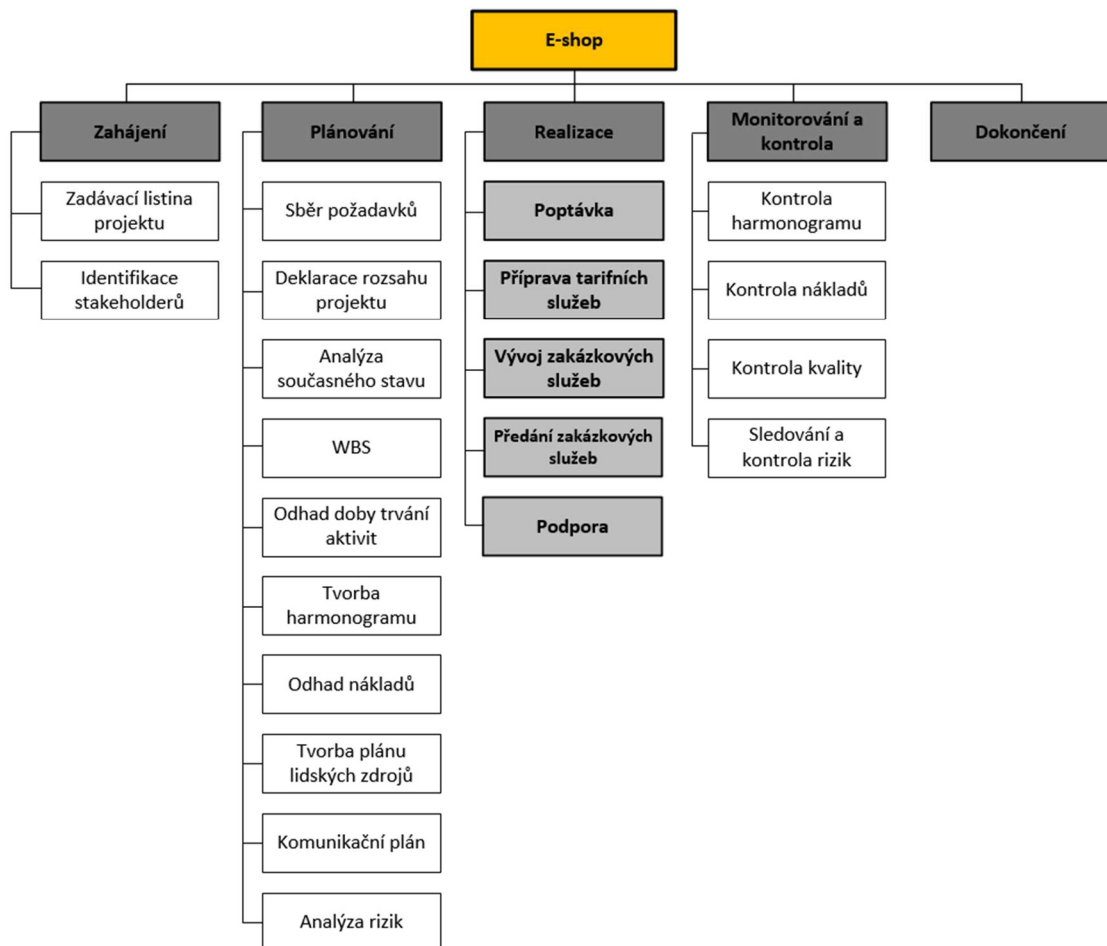 E-shop
Zahájení
Zadávací listina
projektu
Identifikace
stakeholderů
Plánování
Sběr požadavků
Deklarace rozsahu
projektu
Analýza
současného stavu
WBS
Odhad doby trvání
aktivit
Tvorba
harmonogramu
Odhad nákladů
Tvorba plánu
lidských zdrojů
Komunikační plán
Analýza rizik
Realizace
Poptávka
Příprava tarifních
služeb
Vývoj zakázkových
služeb
Předání zakázkových
služeb
Podpora
Monitorování a
kontrola
Kontrola
harmonogramu
Kontrola nákladů
Kontrola kvality
Sledování a
kontrola rizik
Dokončení